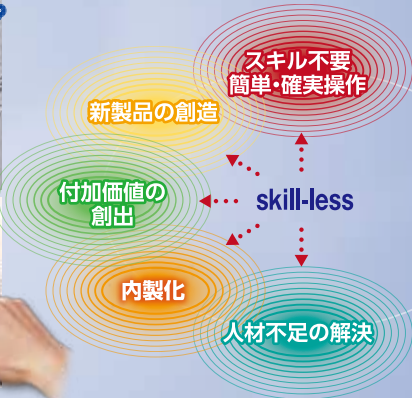 スキル不要
簡単・確実操作
新製品の創造
付加価値の
創出
skill-less
内製化
人材不足の解決